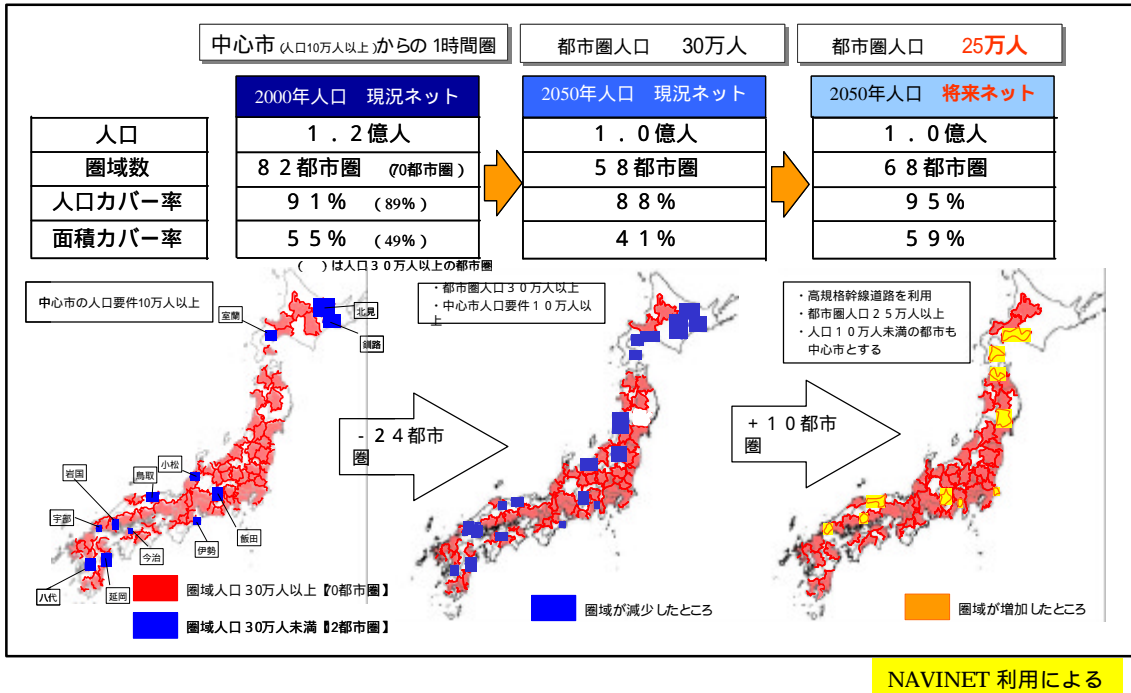 中心市(人口10万人以上)からの1時間圏
都市圏人口 30万人
都市圏人口 25万人
2000年人口 現況ネット
2050年人口 現況ネット
2050年人口 将来ネット
人口
1.2億人
1.0億人
1.0億人
圏域数
82都市圏 (70都市圏)
58都市圏
68都市圏
人口カバー率
91% (89%)
88%
95%
面積カバー率
55% (49%)
41%
59%
( )は人口30万人以上の都市圏
中心市の人口要件10万人以上
・都市圏人口30万人以上
・中心市人口要件10万人以
上
・高規格幹線道路を利用
・都市圏人口25万人以上
・人口10万人未満の都市も
中心市とする
室蘭
北見
釧路
-24都市
圏
+10都市
圏
小松
鳥取
岩国
宇部
今治
伊勢
飯田
八代
延岡
圏域人口30万人以上【70都市圏】
圏域人口30万人未満【12都市圏】
圏域が減少したところ
圏域が増加したところ
NAVINET 利用による